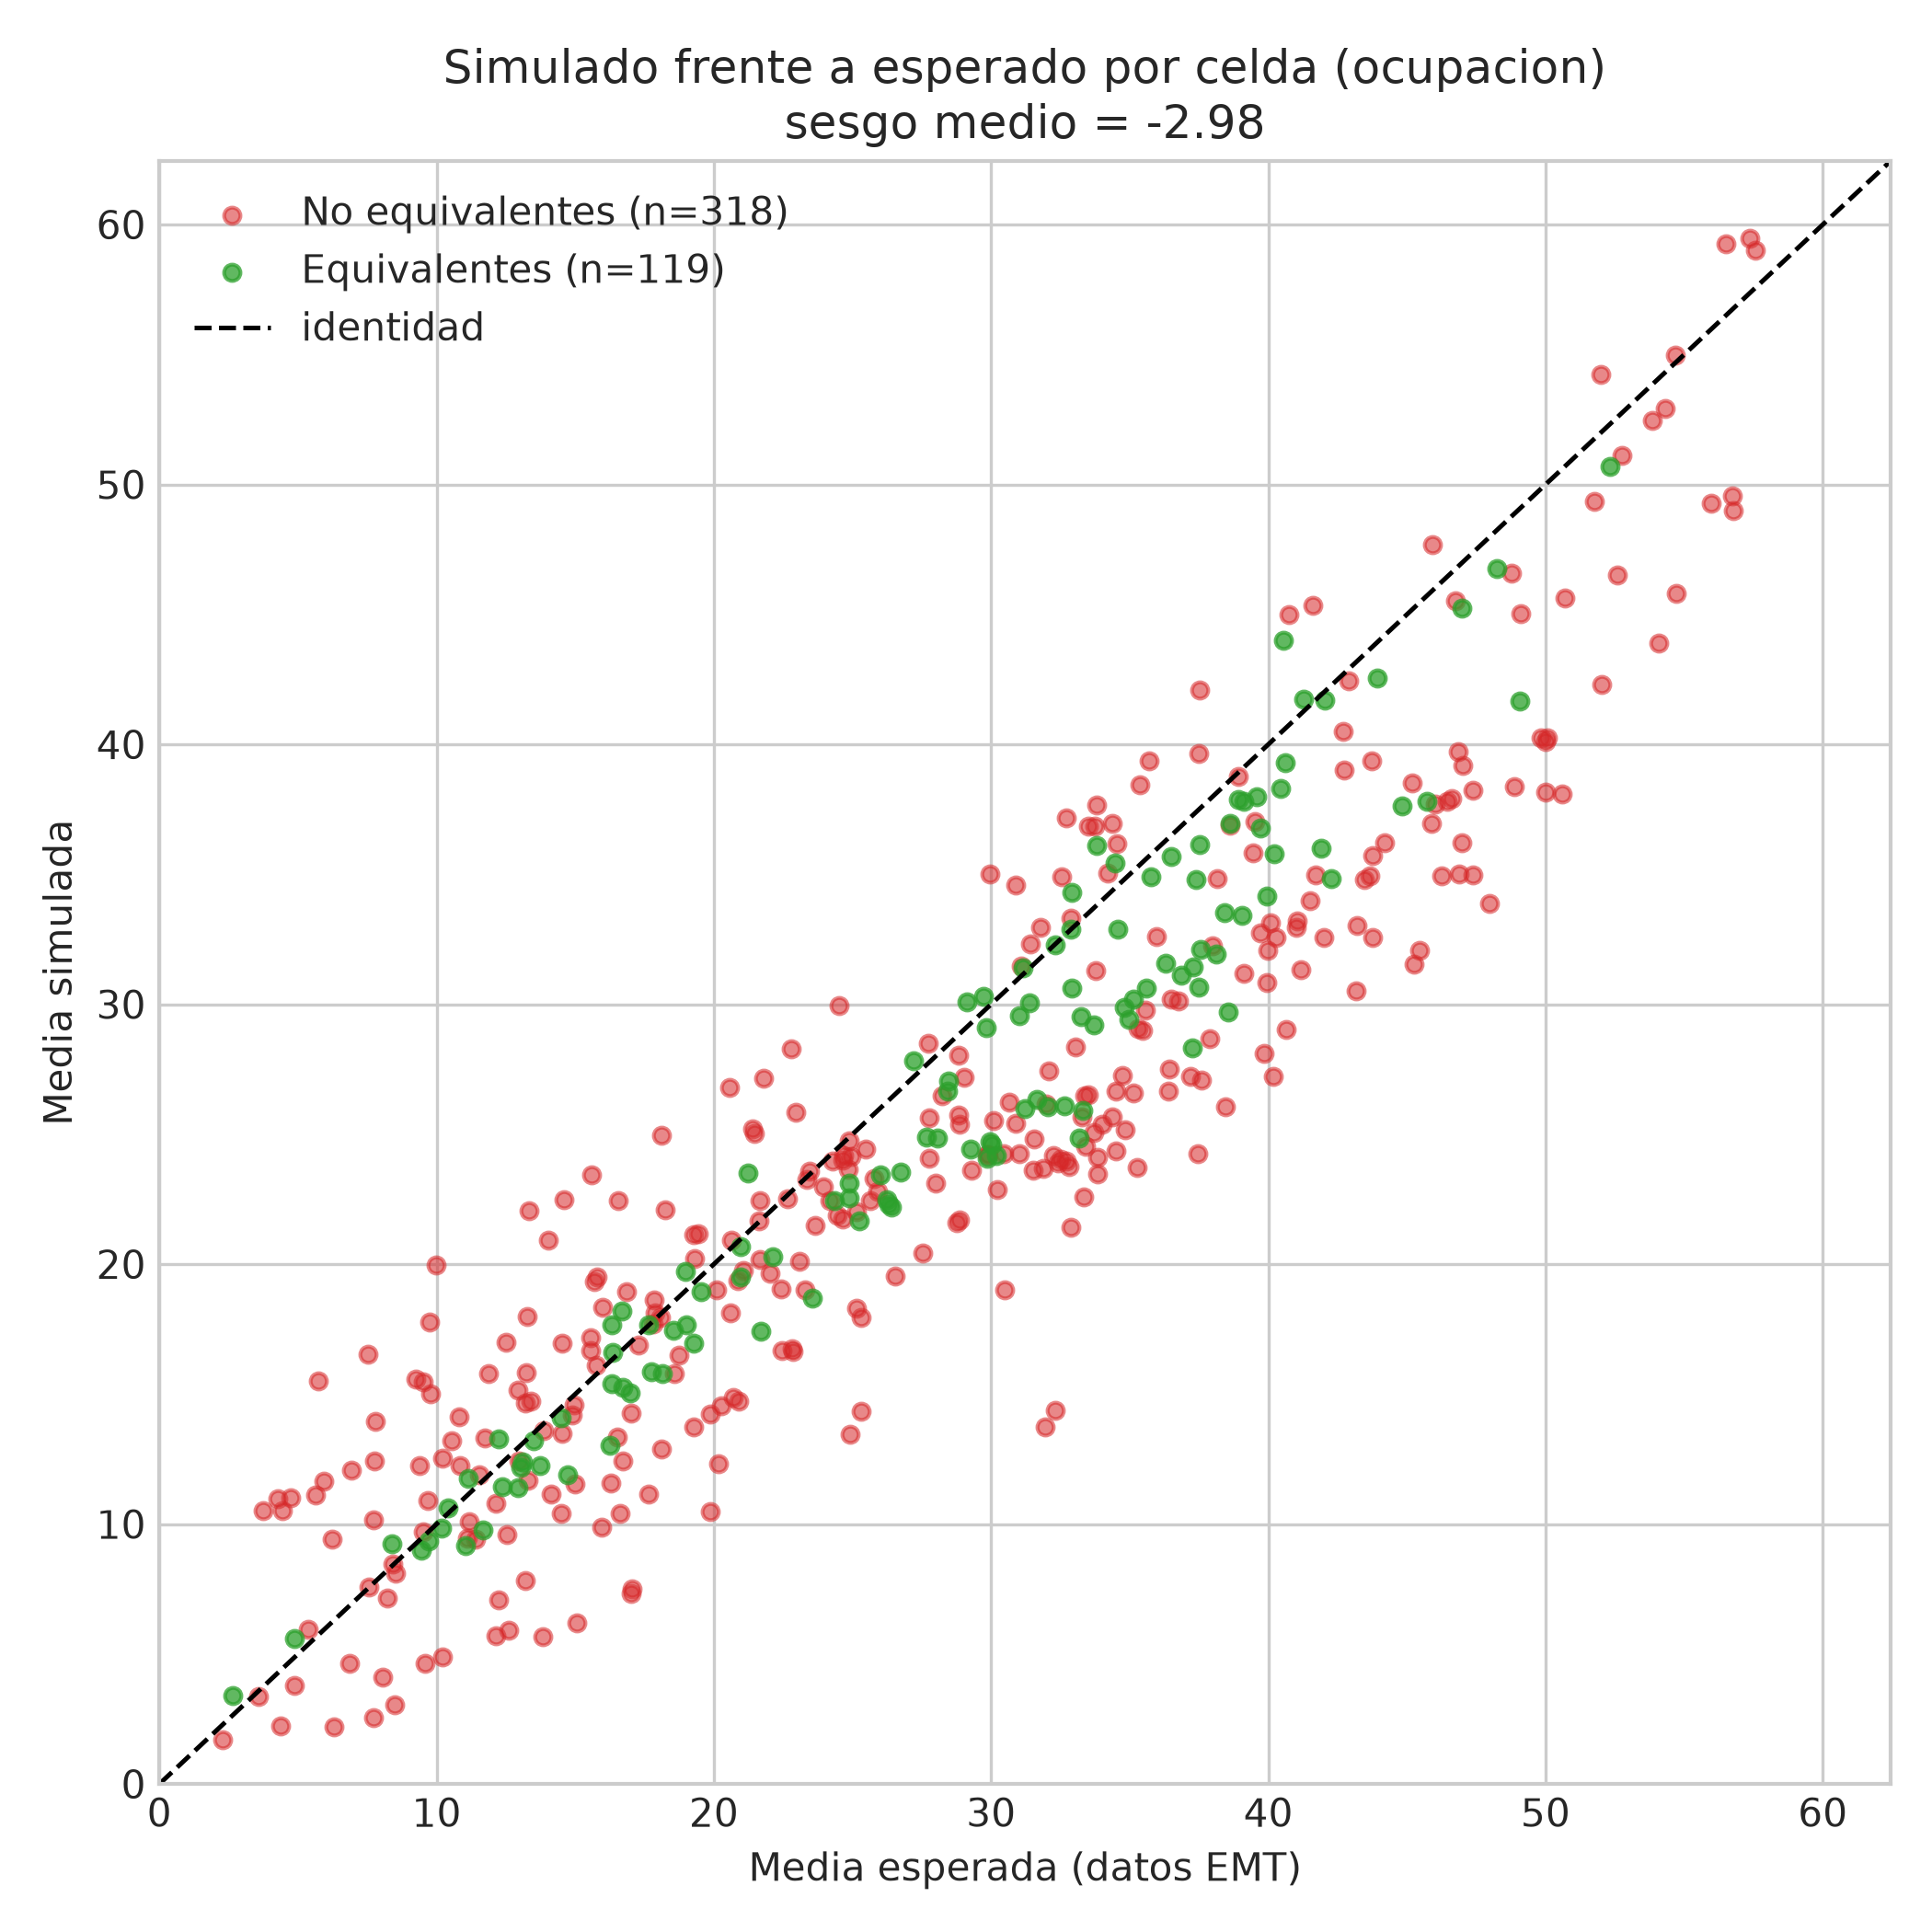 Simulado frente a esperado por celda (ocupacion)
sesgo medio = -2.98
No equivalentes (n=318)
Equivalentes (n=119)
identidad
60
50
40
30
20
10
0
Media simulada
0 10 20 30 40 50 60
Media esperada (datos EMT)